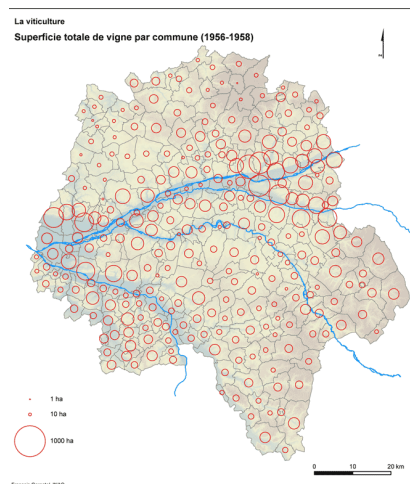 La viticulture
Superficie totale de vigne par commune (1956-1958)
1 ha
10 ha
1000 ha
0 10 20 km